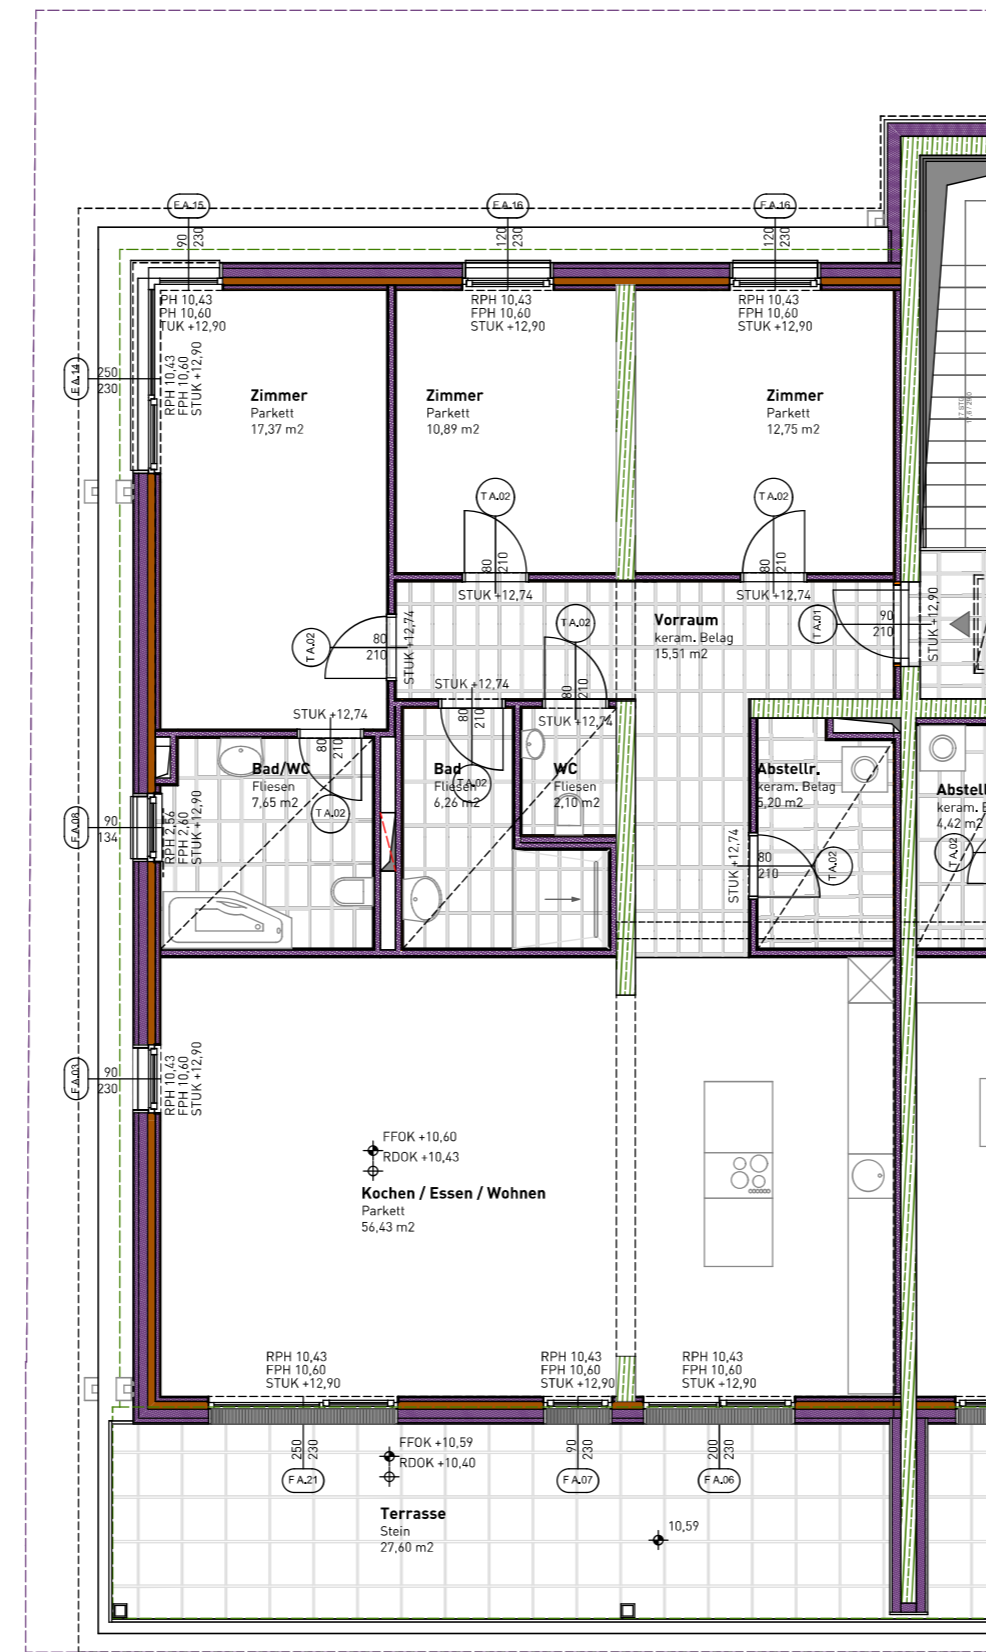 F A.15
90
230
F A.16
120
230
F A.16
120
230
PH 10,43
PH 10,60
TUK +12,90
RPH 10,43
FPH 10,60
STUK +12,90
RPH 10,43
FPH 10,60
STUK +12,90
F A.14
250
230
RPH 10,43
FPH 10,60
STUK +12,90
Zimmer
Parkett
17,37 m2
Zimmer
Parkett
10,89 m2
Zimmer
Parkett
12,75 m2
T A.02
80
210
STUK +12,74
T A.02
80
210
STUK +12,74
T A.02
80
210
STUK +12,74
T A.02
80
210
STUK +12,74
Vorraum
keram. Belag
15,51 m2
T A.01
90
210
STUK +12,90
STUK +12,74
80
210
T A.02
STUK +12,74
80
210
T A.02
Bad/WC
Fliesen
7,65 m2
Bad
Fliesen
6,26 m2
WC
Fliesen
2,10 m2
Abstellr.
keram. Belag
5,20 m2
Abstell
keram. B
4,42 m2
T A.02
F A.08
90
134
RPH 2,56
FPH 2,60
STUK +12,90
STUK +12,74
80
210
T A.02
F A.03
90
230
RPH 10,43
FPH 10,60
STUK +12,90
FFOK +10,60
RDOK +10,43
Kochen / Essen / Wohnen
Parkett
56,43 m2
RPH 10,43
FPH 10,60
STUK +12,90
RPH 10,43
FPH 10,60
STUK +12,90
RPH 10,43
FPH 10,60
STUK +12,90
250
230
F A.21
90
230
F A.07
200
230
F A.06
FFOK +10,59
RDOK +10,40
Terrasse
Stein
27,60 m2
10,59